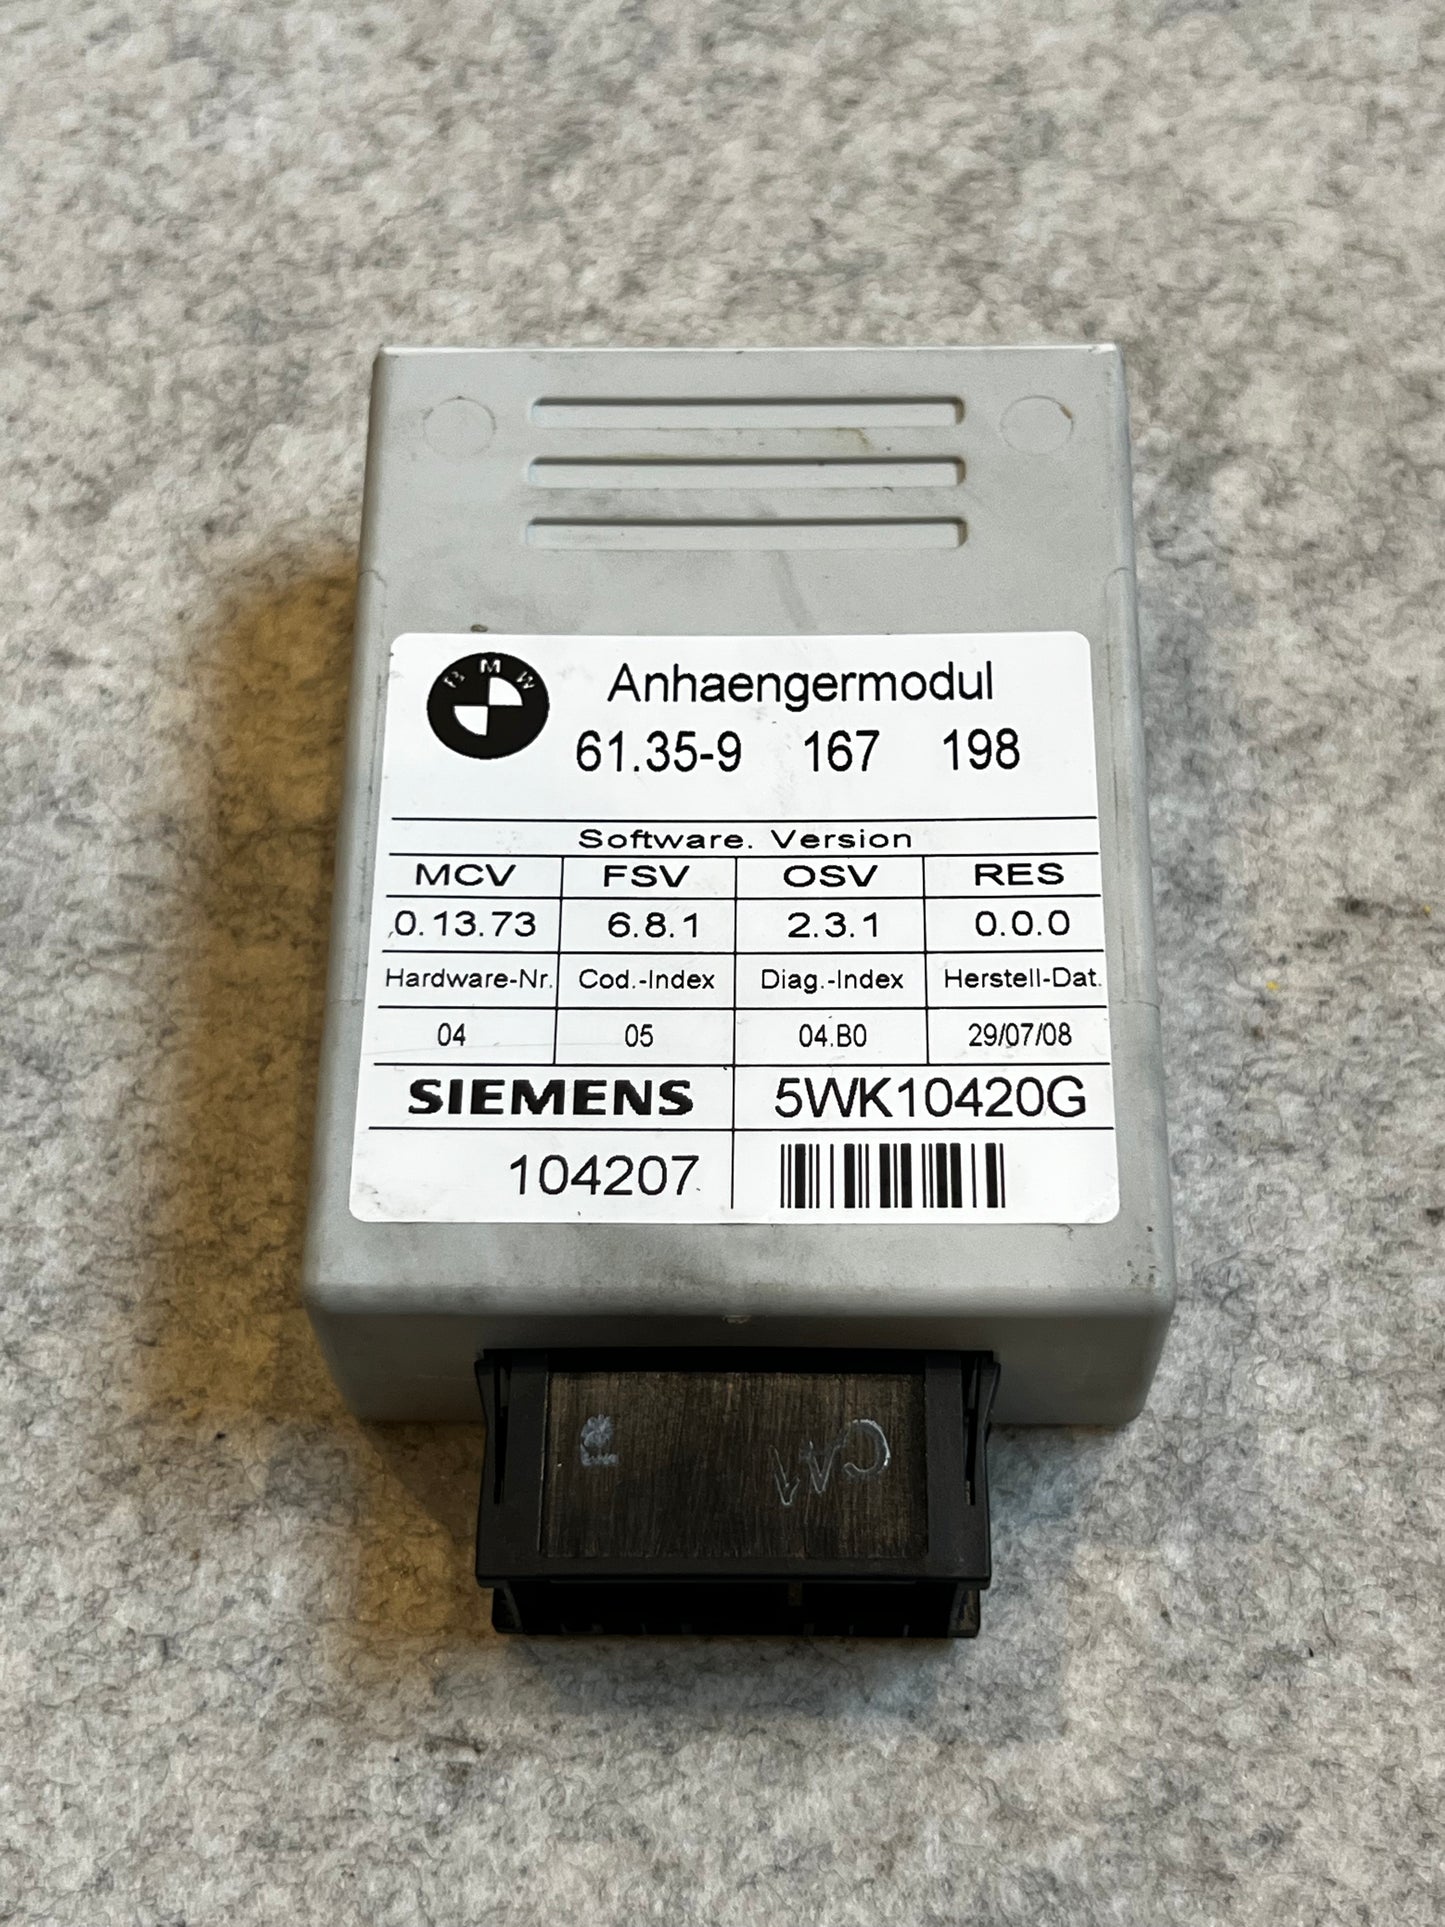 BMW
Anhaengermodul
61.35-9 167 198
Software. Version
MCV FSV OSV RES
0.13.73 6.8.1 2.3.1 0.0.0
Hardware-Nr. Cod.-Index Diag.-Index Herstell-Dat.
04 05 04.B0 29/07/08
SIEMENS 5WK10420G
104207